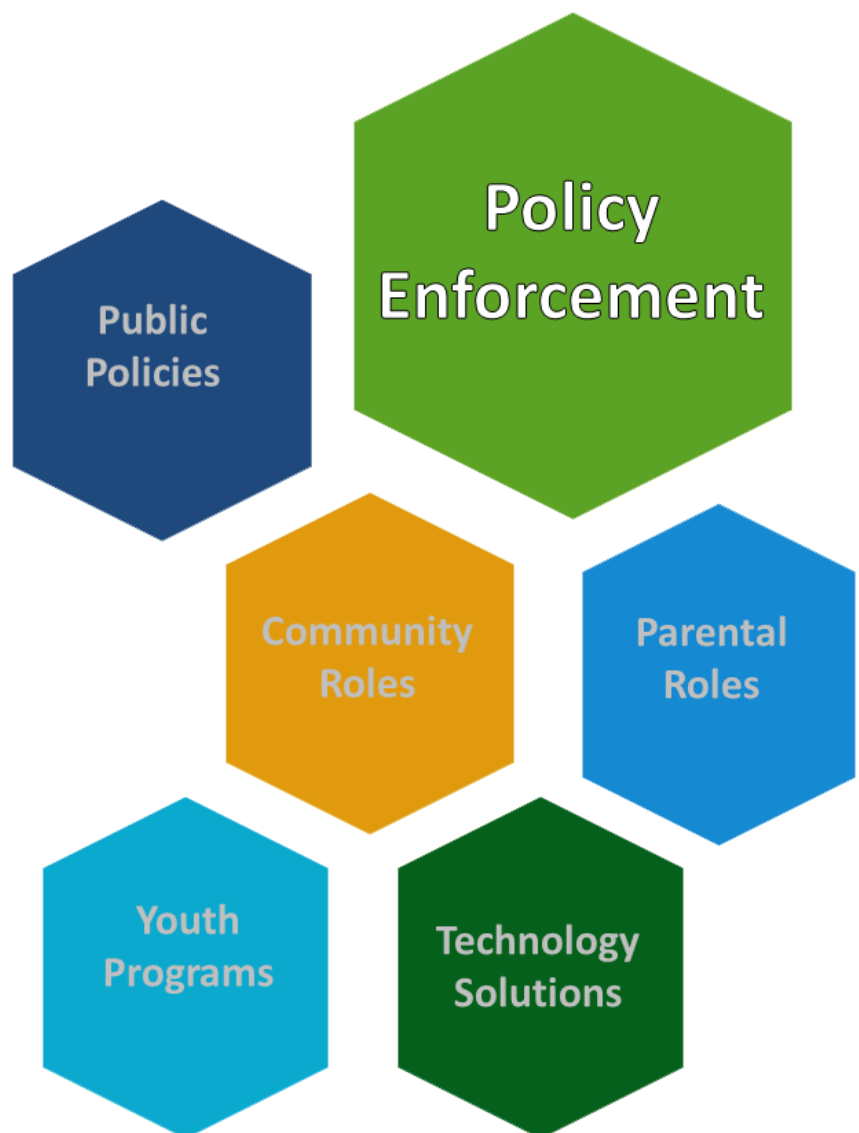 Policy
Enforcement
Public
Policies
Community
Roles
Parental
Roles
Youth
Programs
Technology
Solutions